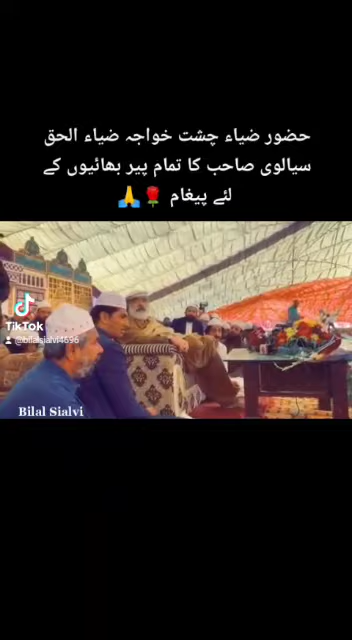 حضور ضیاء چشت خواجہ ضیاء الحق
سیالوی صاحب کا تمام پیر بھائیوں کے
لئے پیغام 🌹🙏
TikTok
@bilalsialvi4696
Bilal Sialvi